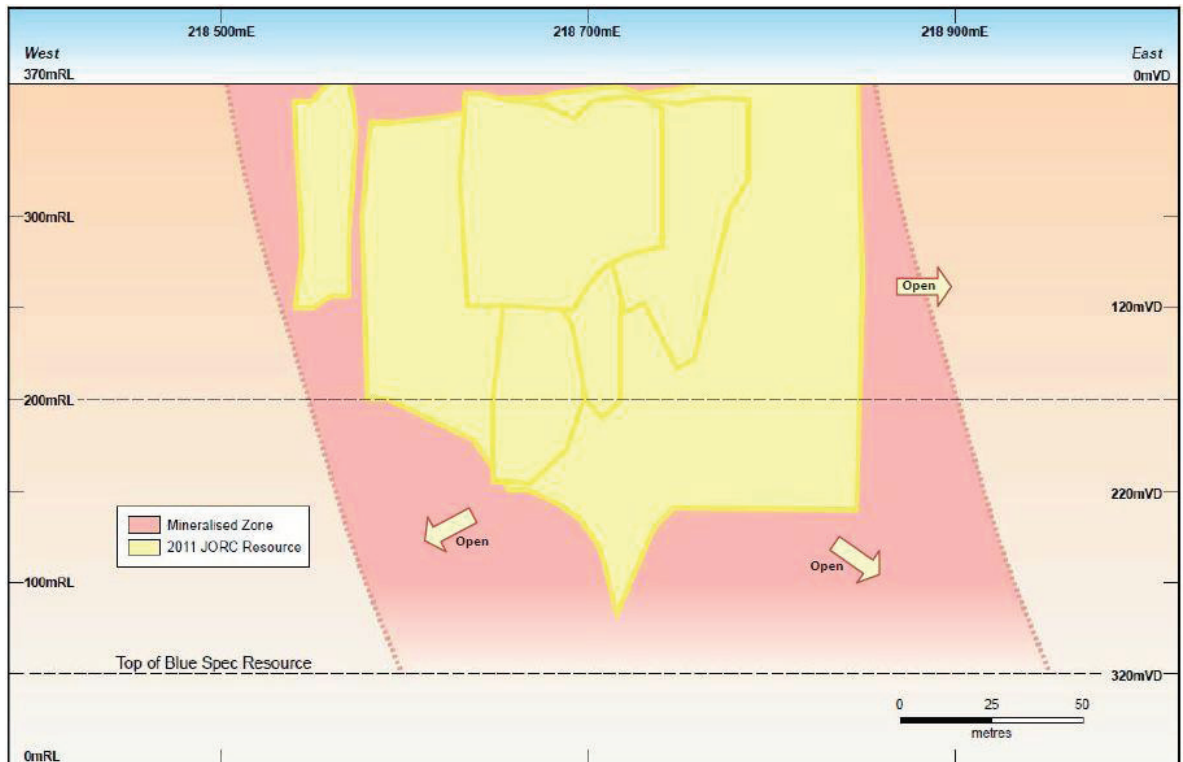 218 500mE
218 700mE
218 900mE
West
East
370mRL
0mVD
300mRL
Open
120mVD
200mRL
220mVD
Mineralised Zone
2011 JORC Resource
Open
Open
100mRL
Top of Blue Spec Resource
320mVD
0 25 50
metres
0mRL